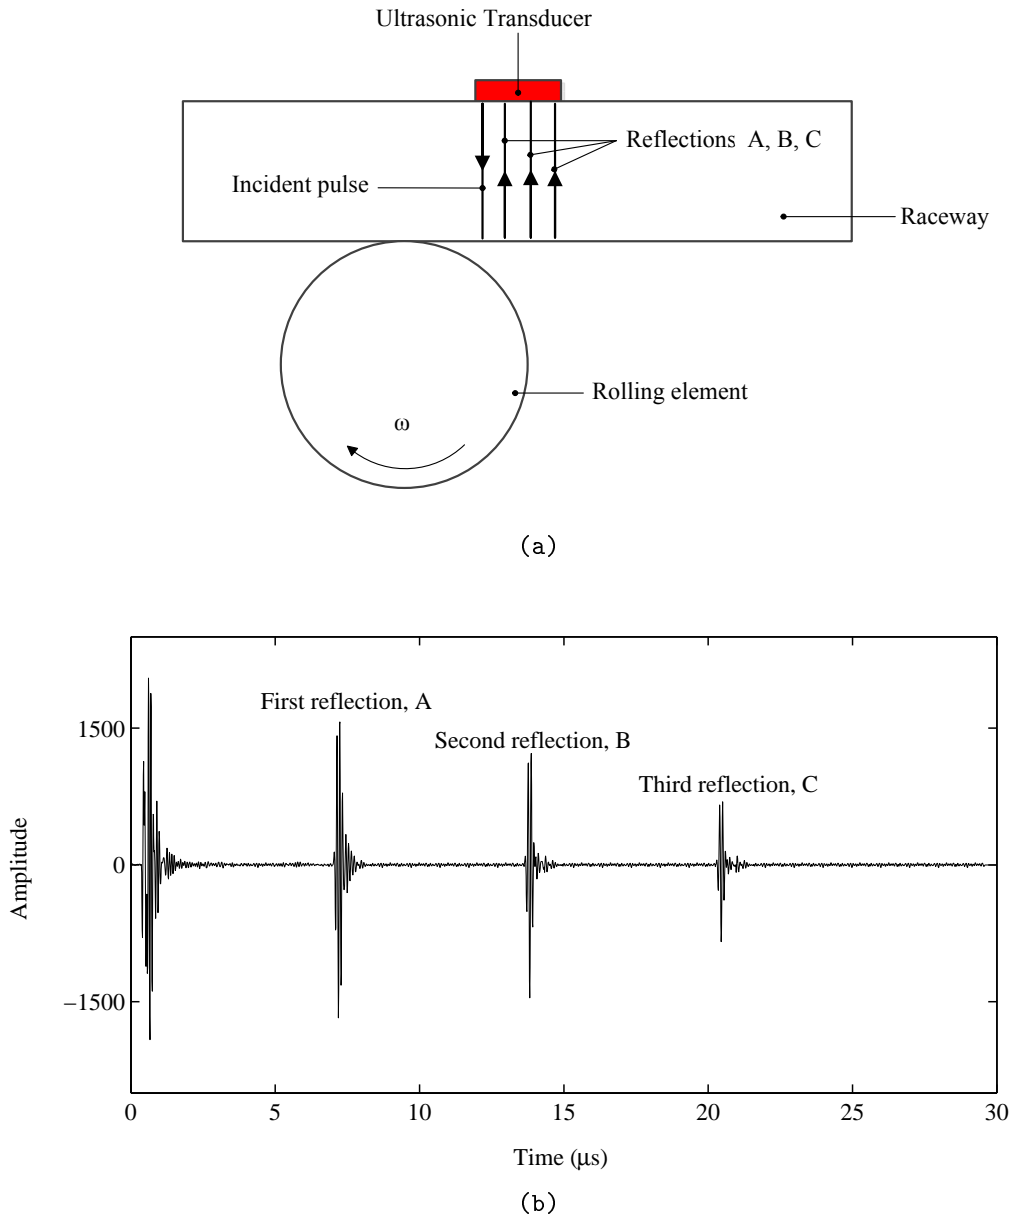 Ultrasonic Transducer
Reflections A, B, C
Incident pulse
Raceway
Rolling element
ω
(a)
First reflection, A
1500
Second reflection, B
Third reflection, C
Amplitude
0
−1500
0 5 10 15 20 25 30
Time (μs)
(b)